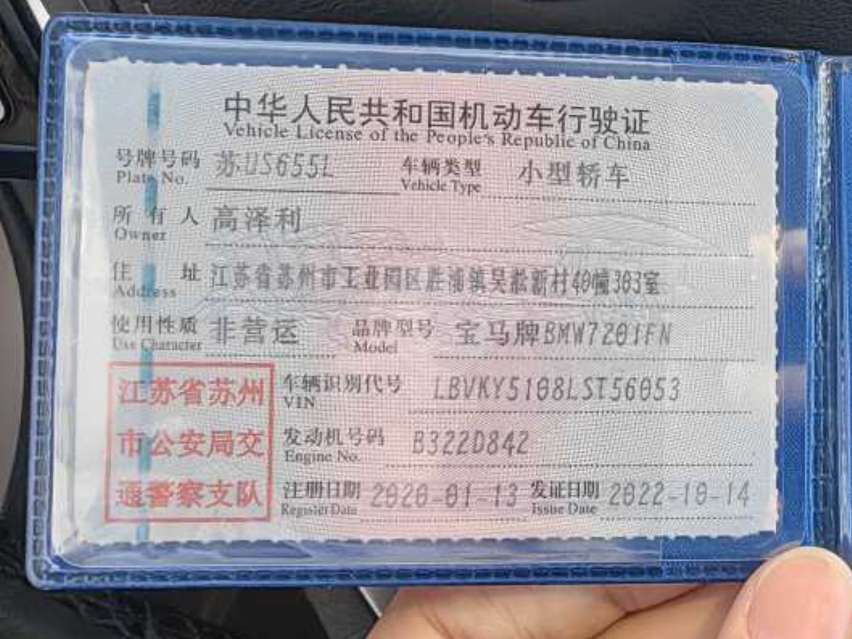 中华人民共和国机动车行驶证
Vehicle License of the People's Republic of China
号牌号码 苏US655L 车辆类型 小型轿车
Plate No. Vehicle Type
所有人 高泽利
Owner
住址 江苏省苏州市工业园区胜浦镇吴淞新村40幢303室
Address
使用性质 非营运 品牌型号 宝马牌BMW7201FN
Use Character Model
江苏省苏州
市公安局交
通警察支队
车辆识别代号 LBVKY5108LST56053
VIN
发动机号码 B322D842
Engine No.
注册日期 2020-01-13 发证日期 2022-10-14
Register Date Issue Date